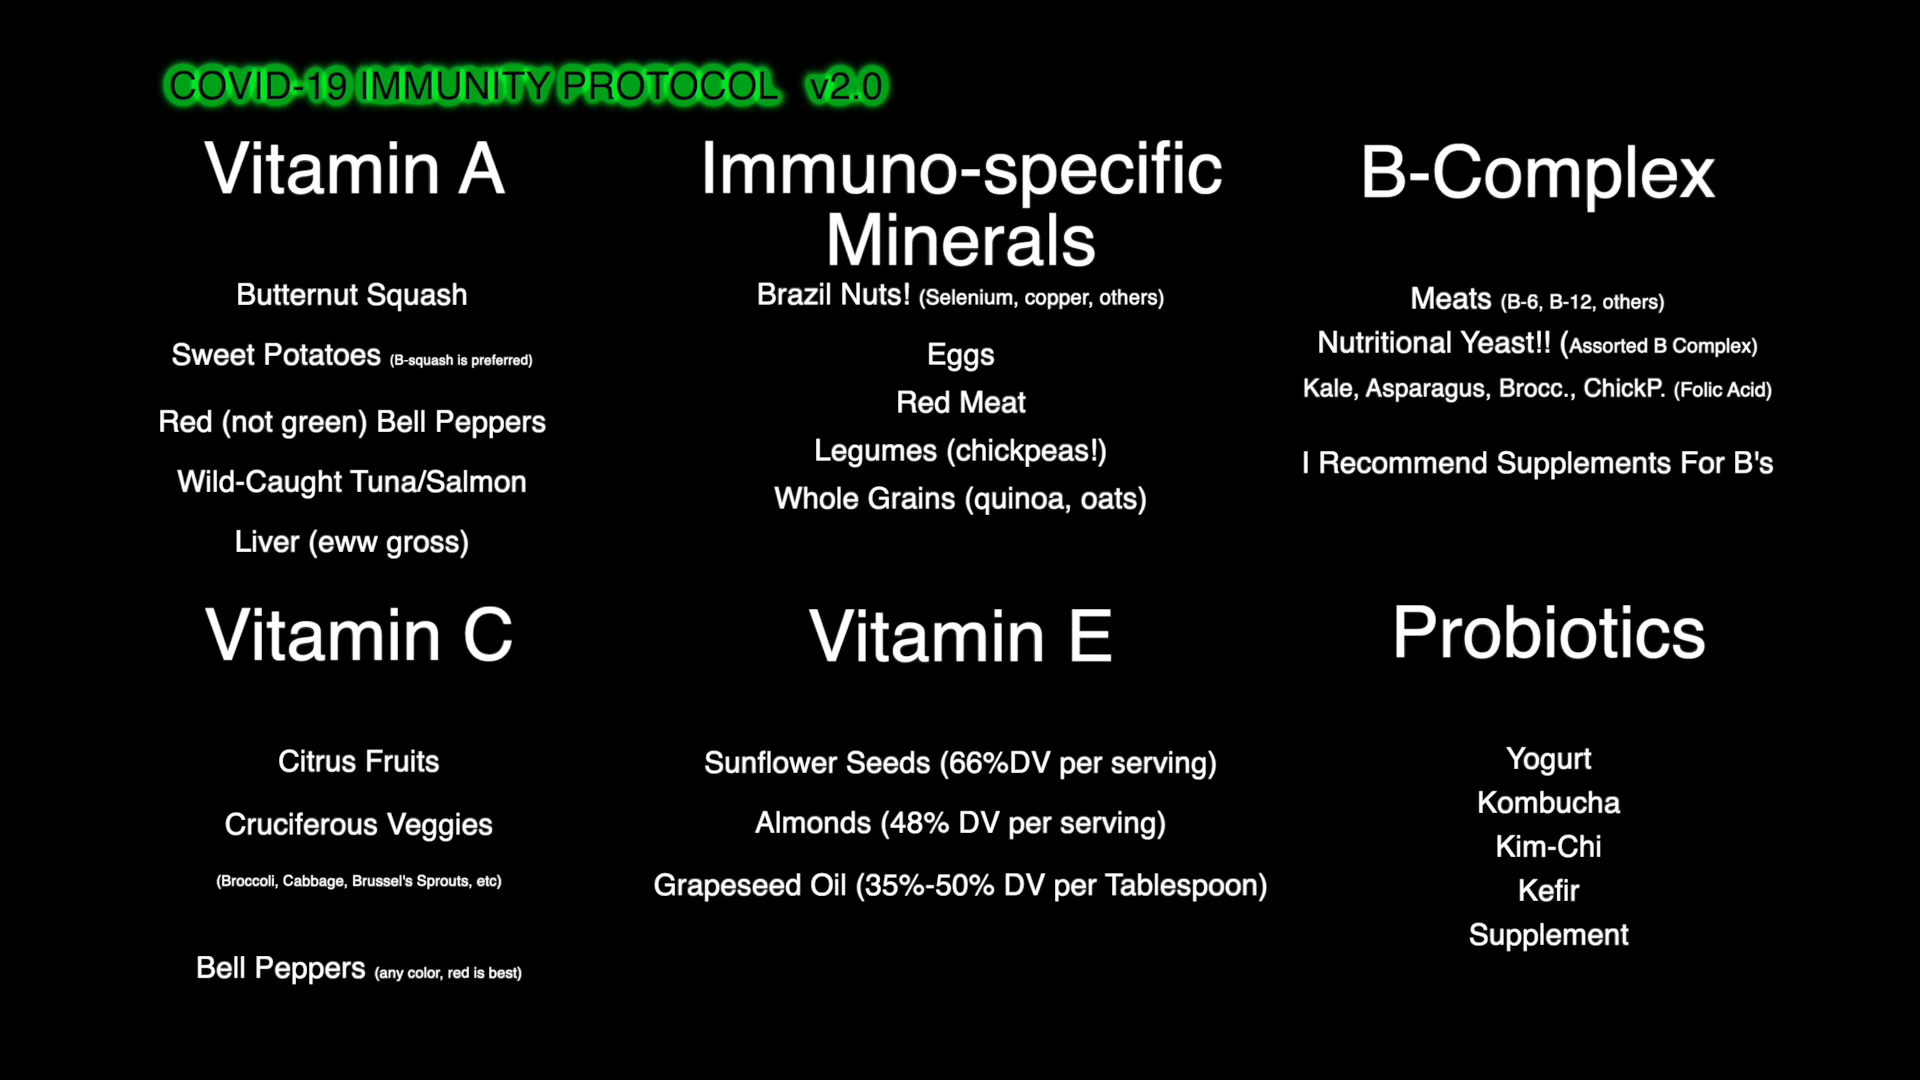 COVID-19 IMMUNITY PROTOCOL v2.0
Vitamin A
Butternut Squash
Sweet Potatoes (B-squash is preferred)
Red (not green) Bell Peppers
Wild-Caught Tuna/Salmon
Liver (eww gross)
Immuno-specific
Minerals
Brazil Nuts! (Selenium, copper, others)
Eggs
Red Meat
Legumes (chickpeas!)
Whole Grains (quinoa, oats)
B-Complex
Meats (B-6, B-12, others)
Nutritional Yeast!! (Assorted B Complex)
Kale, Asparagus, Brocc., ChickP. (Folic Acid)
I Recommend Supplements For B's
Vitamin C
Citrus Fruits
Cruciferous Veggies
(Broccoli, Cabbage, Brussel's Sprouts, etc)
Bell Peppers (any color, red is best)
Vitamin E
Sunflower Seeds (66%DV per serving)
Almonds (48% DV per serving)
Grapeseed Oil (35%-50% DV per Tablespoon)
Probiotics
Yogurt
Kombucha
Kim-Chi
Kefir
Supplement